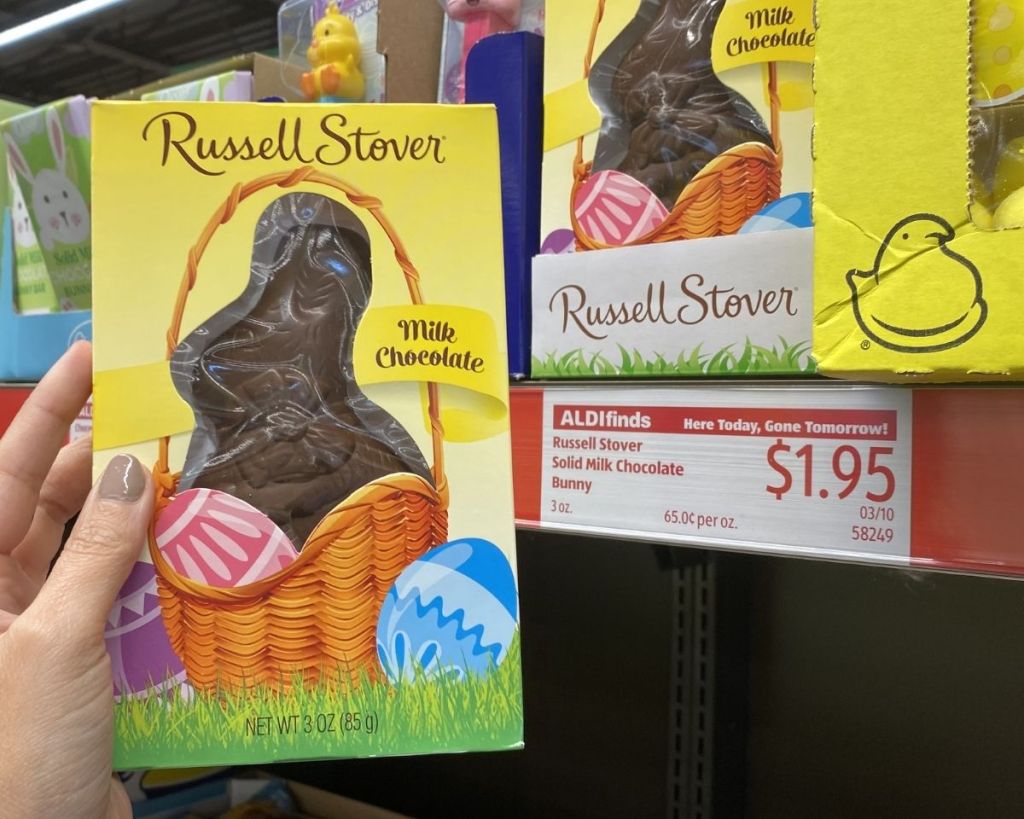 Russell Stover
Milk
Chocolate
NET WT 3 OZ (85 g)
Milk
Chocolate
Russell Stover
®
ALDIfinds Here Today, Gone Tomorrow!
Russell Stover
Solid Milk Chocolate
Bunny
$1.95
3 oz.
65.0¢ per oz.
03/10
58249